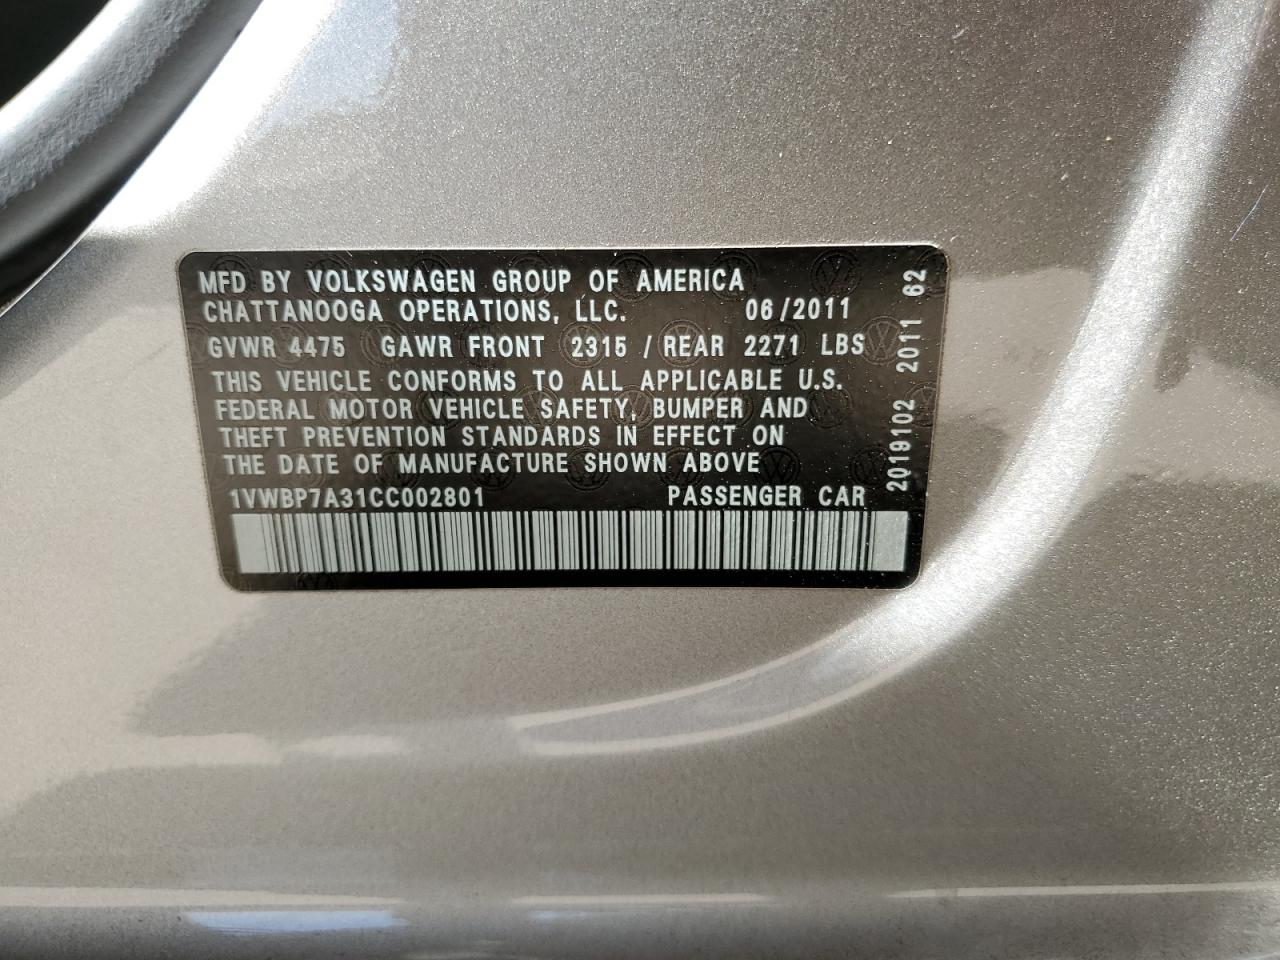 MFD BY VOLKSWAGEN GROUP OF AMERICA
CHATTANOOGA OPERATIONS, LLC. 06/2011
GVWR 4475 GAWR FRONT 2315 / REAR 2271 LBS
THIS VEHICLE CONFORMS TO ALL APPLICABLE U.S.
FEDERAL MOTOR VEHICLE SAFETY, BUMPER AND
THEFT PREVENTION STANDARDS IN EFFECT ON
THE DATE OF MANUFACTURE SHOWN ABOVE
1VWBP7A31CC002801 PASSENGER CAR
2019102 2011 62